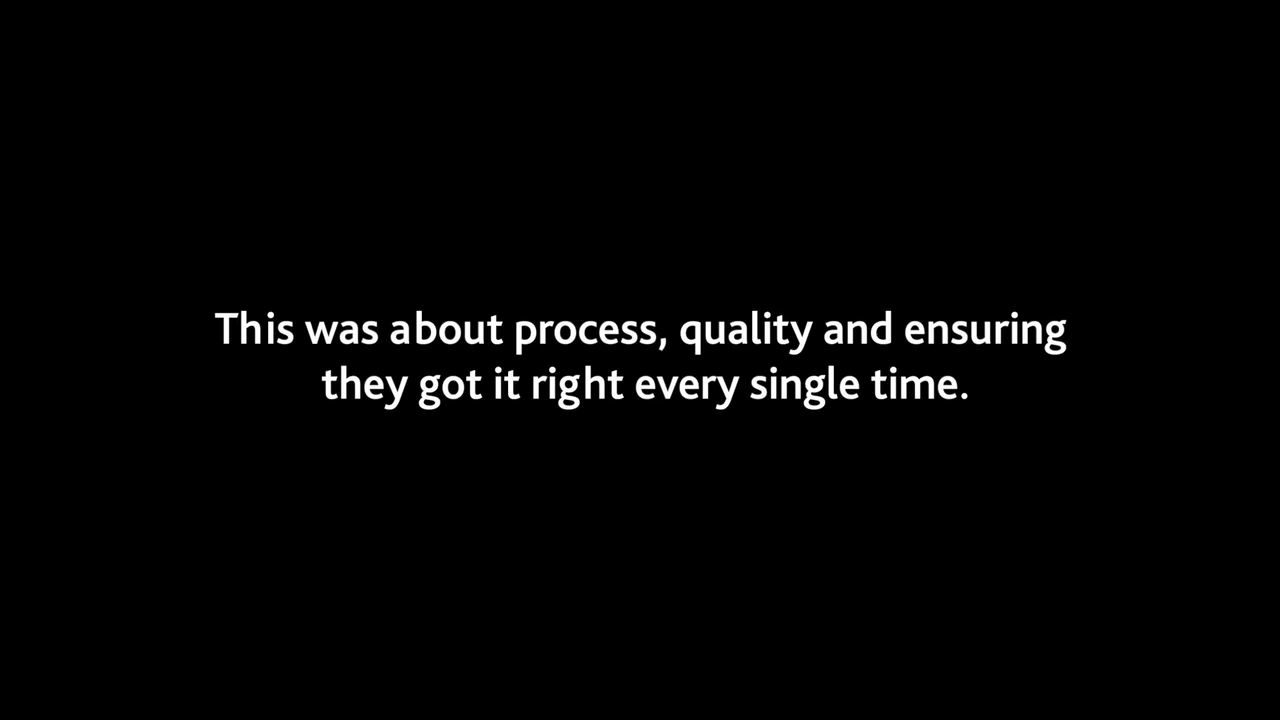 This was about process, quality and ensuring
they got it right every single time.